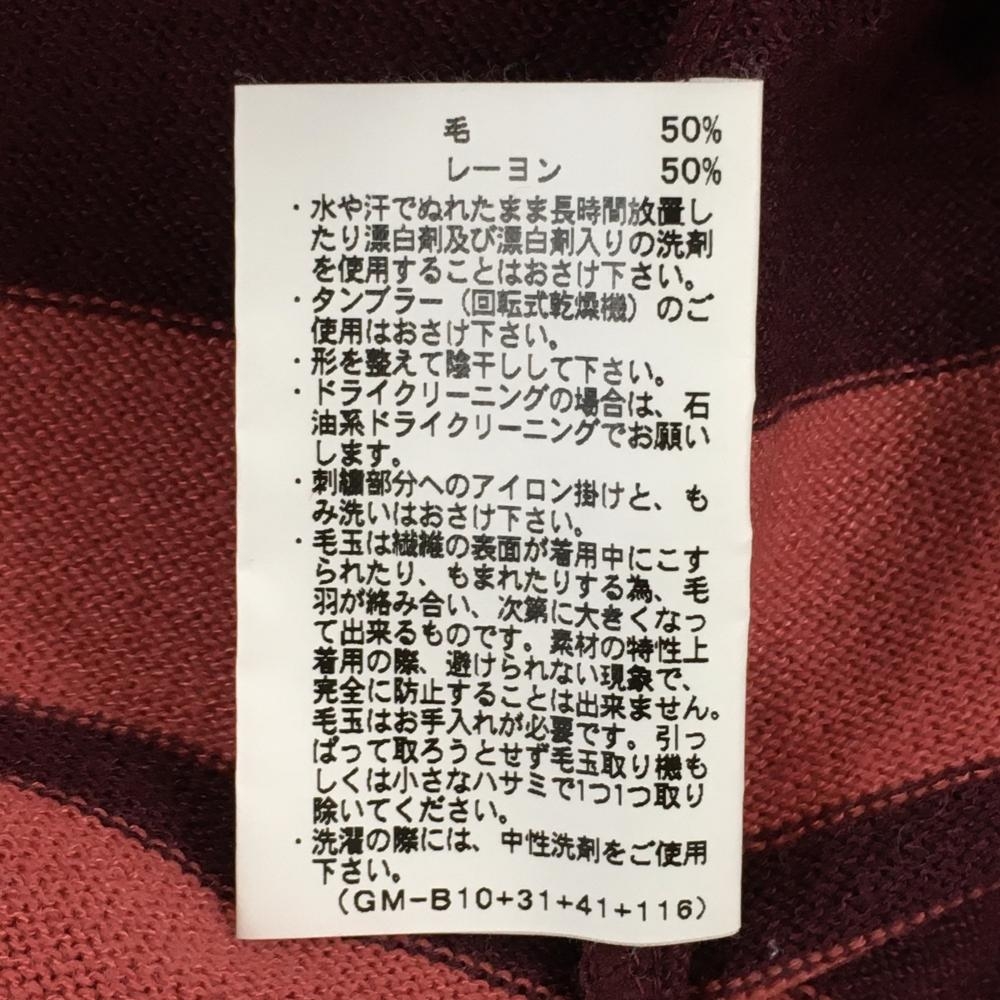 毛 50%
レーヨン 50%
・水や汗でぬれたまま長時間放置し
たり漂白剤及び漂白剤入りの洗剤
を使用することはおさけ下さい。
・タンブラー（回転式乾燥機）のご
使用はおさけ下さい。
・形を整えて陰干しして下さい。
・ドライクリーニングの場合は、石
油系ドライクリーニングでお願い
します。
・刺繍部分へのアイロン掛けと、も
み洗いはおさけ下さい。
・毛玉は繊維の表面が着用中にこす
られたり、もまれたりする為、毛
羽が絡み合い、次第に大きくなっ
て出来るものです。素材の特性上
着用の際、避けられない現象で、
完全に防止することは出来ません。
毛玉はお手入れが必要です。引っ
ぱって取ろうとせず毛玉取り機も
しくは小さなハサミで1つ1つ取り
除いてください。
・洗濯の際には、中性洗剤をご使用
下さい。
（GM-B10+31+41+116）